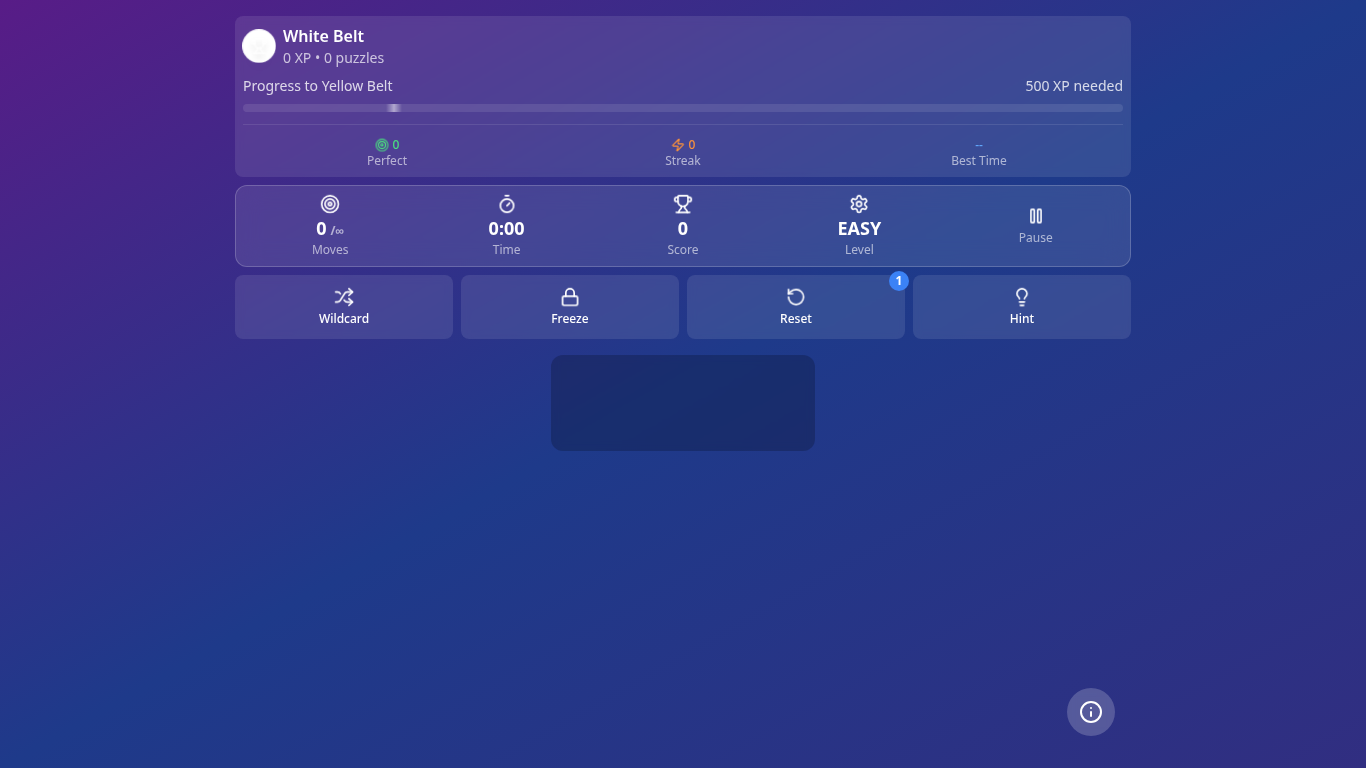 White Belt
0 XP • 0 puzzles
Progress to Yellow Belt
500 XP needed
0
Perfect
0
Streak
--
Best Time
0 /∞
Moves
0:00
Time
0
Score
EASY
Level
Pause
Wildcard
Freeze
1
Reset
Hint